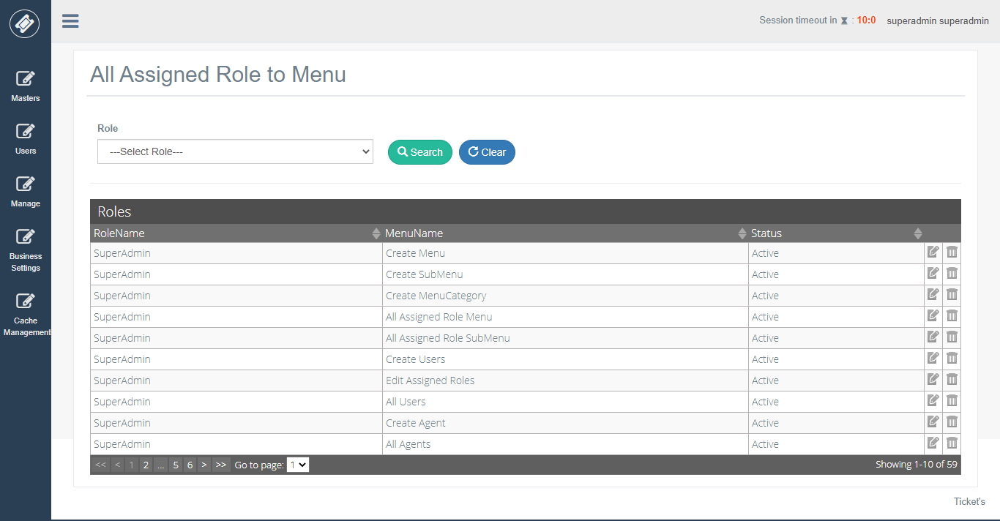 Session timeout in : 10:0 superadmin superadmin
Masters
Users
Manage
Business
Settings
Cache
Management
All Assigned Role to Menu
Role
---Select Role---
Search
Clear
Roles
RoleName MenuName Status
SuperAdmin Create Menu Active
SuperAdmin Create SubMenu Active
SuperAdmin Create MenuCategory Active
SuperAdmin All Assigned Role Menu Active
SuperAdmin All Assigned Role SubMenu Active
SuperAdmin Create Users Active
SuperAdmin Edit Assigned Roles Active
SuperAdmin All Users Active
SuperAdmin Create Agent Active
SuperAdmin All Agents Active
<< < 1 2 ... 5 6 > >> Go to page: 1 Showing 1-10 of 59
Ticket's